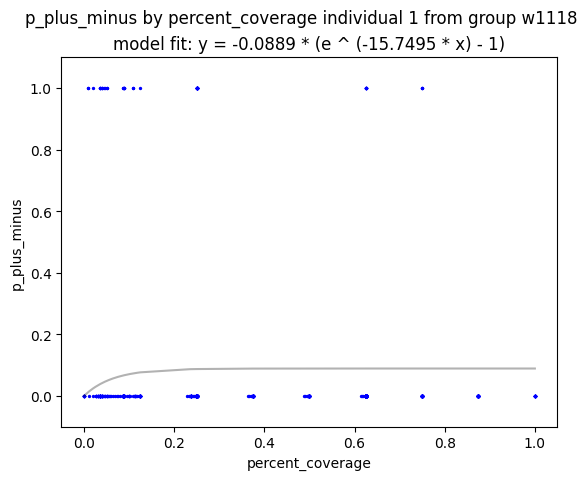 p_plus_minus by percent_coverage individual 1 from group w1118
model fit: y = -0.0889 * (e ^ (-15.7495 * x) - 1)
1.0
0.8
0.6
0.4
0.2
0.0
p_plus_minus
0.0 0.2 0.4 0.6 0.8 1.0
percent_coverage